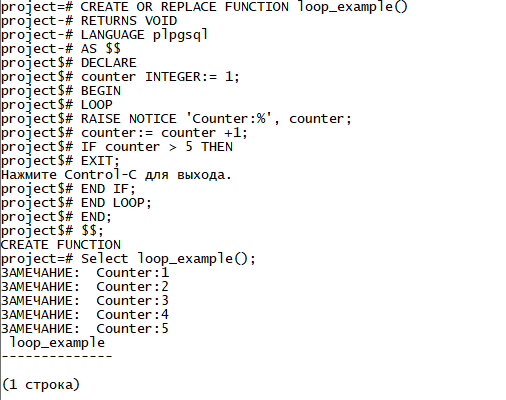 project=# CREATE OR REPLACE FUNCTION loop_example()
project-# RETURNS VOID
project-# LANGUAGE plpgsql
project-# AS $$
project$# DECLARE
project$# counter INTEGER:= 1;
project$# BEGIN
project$# LOOP
project$# RAISE NOTICE 'Counter:%', counter;
project$# counter:= counter +1;
project$# IF counter > 5 THEN
project$# EXIT;
Нажмите Control-C для выхода.
project$# END IF;
project$# END LOOP;
project$# END;
project$# $$;
CREATE FUNCTION
project=# Select loop_example();
ЗАМЕЧАНИЕ:  Counter:1
ЗАМЕЧАНИЕ:  Counter:2
ЗАМЕЧАНИЕ:  Counter:3
ЗАМЕЧАНИЕ:  Counter:4
ЗАМЕЧАНИЕ:  Counter:5
 loop_example
--------------
(1 строка)